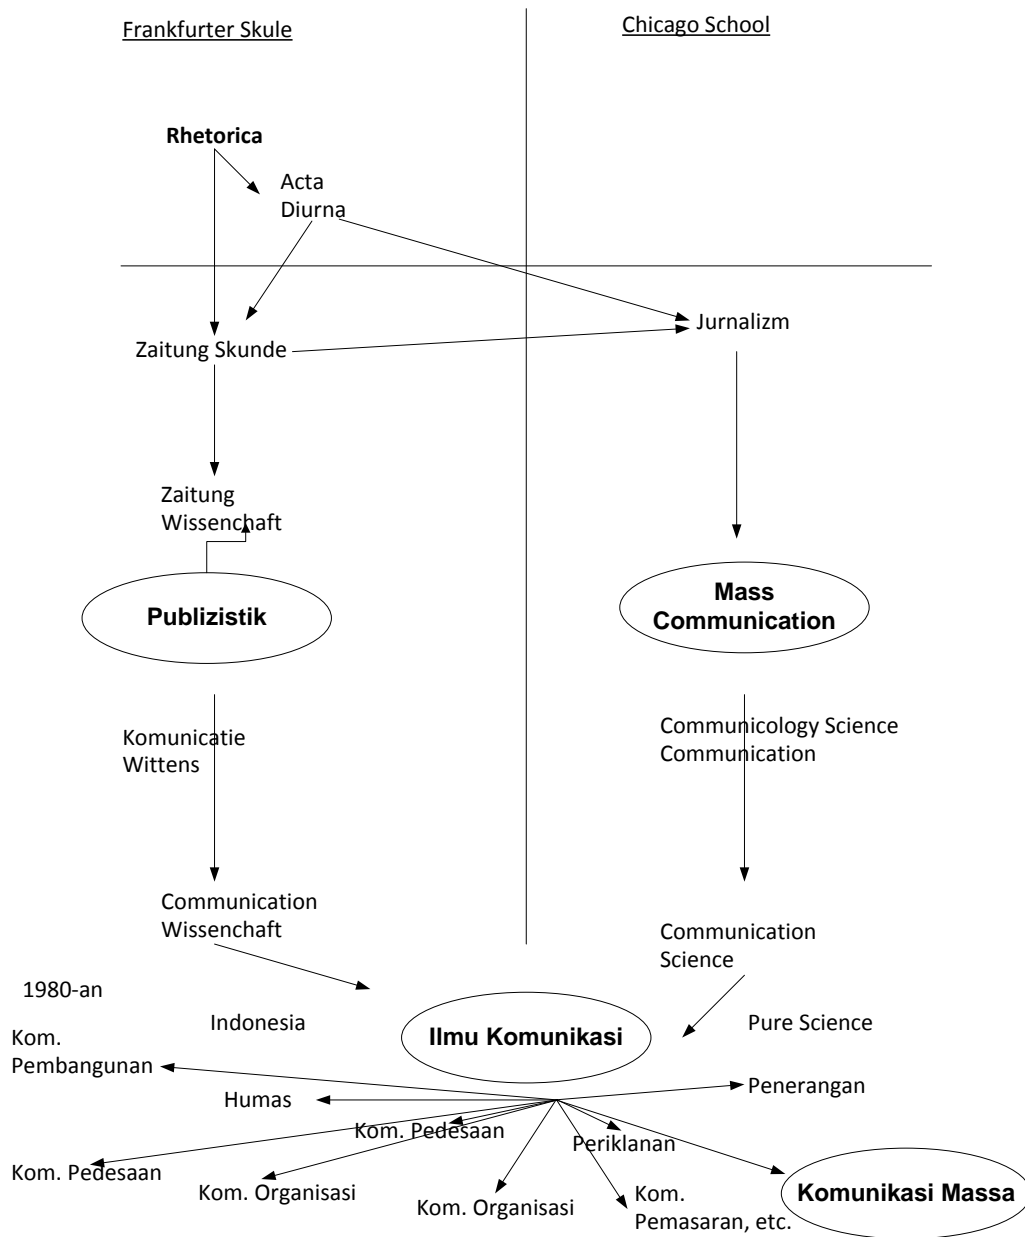 Frankfurter Skule
Chicago School
Rhetorica
Acta
Diurna
Jurnalizm
Zaitung Skunde
Zaitung
Wissenchaft
Publizistik
Mass
Communication
Komunicatie
Wittens
Communicology Science
Communication
Communication
Wissenchaft
Communication
Science
1980-an
Indonesia
Ilmu Komunikasi
Pure Science
Kom.
Pembangunan
Penerangan
Humas
Kom. Pedesaan
Periklanan
Kom. Pedesaan
Kom. Organisasi
Kom. Organisasi
Kom.
Pemasaran, etc.
Komunikasi Massa